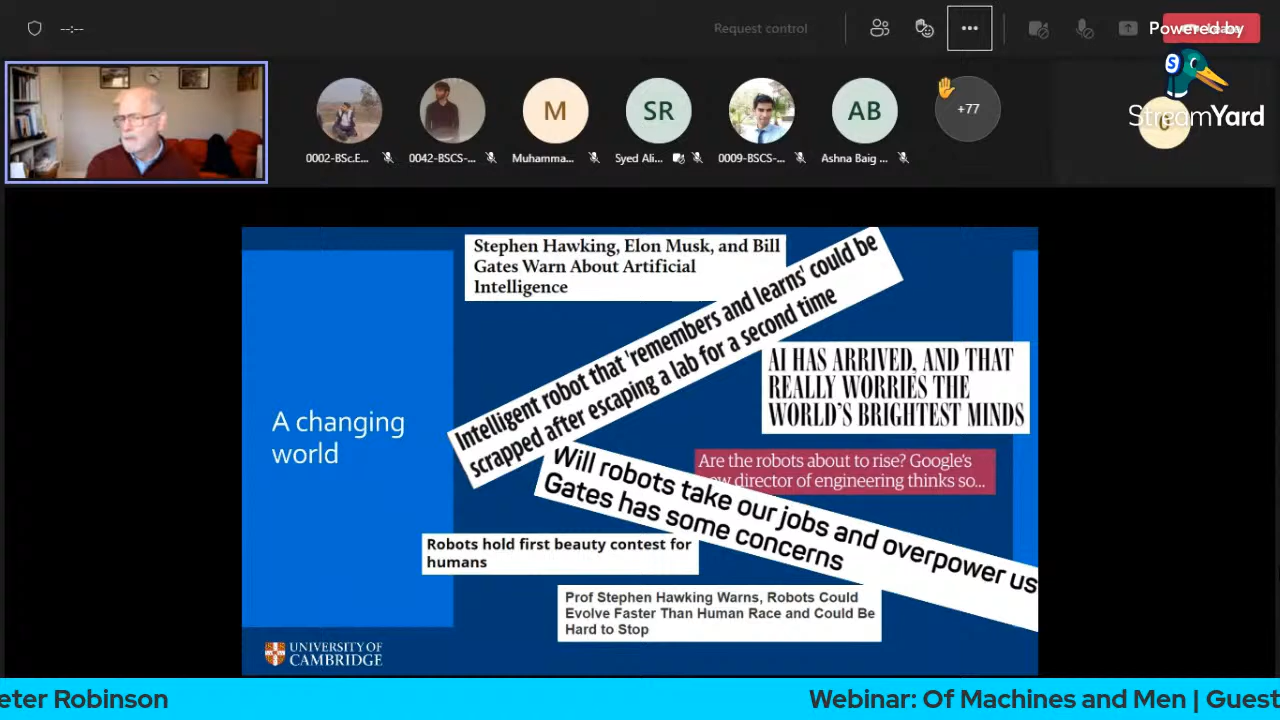 --:--
Request control
Powered by
StreamYard
0002-BSc.E...
0042-BSCS-...
M
Muhamma...
SR
Syed Ali...
0009-BSCS-...
AB
Ashna Baig ...
+77
Stephen Hawking, Elon Musk, and Bill
Gates Warn About Artificial
Intelligence
Intelligent robot that 'remembers and learns' could be
scrapped after escaping a lab for a second time
AI HAS ARRIVED, AND THAT
REALLY WORRIES THE
WORLD'S BRIGHTEST MINDS
A changing
world
Are the robots about to rise? Google's
director of engineering thinks so...
Will robots take our jobs and overpower us
Gates has some concerns
Robots hold first beauty contest for
humans
Prof Stephen Hawking Warns, Robots Could
Evolve Faster Than Human Race and Could Be
Hard to Stop
UNIVERSITY OF
CAMBRIDGE
eter Robinson
Webinar: Of Machines and Men | Guest